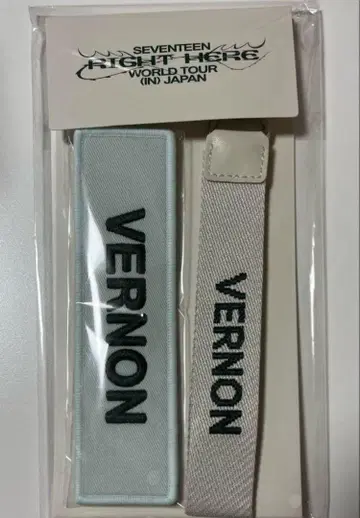 SEVENTEEN
RIGHT HERE
WORLD TOUR
(IN) JAPAN
VERNON
VERNON